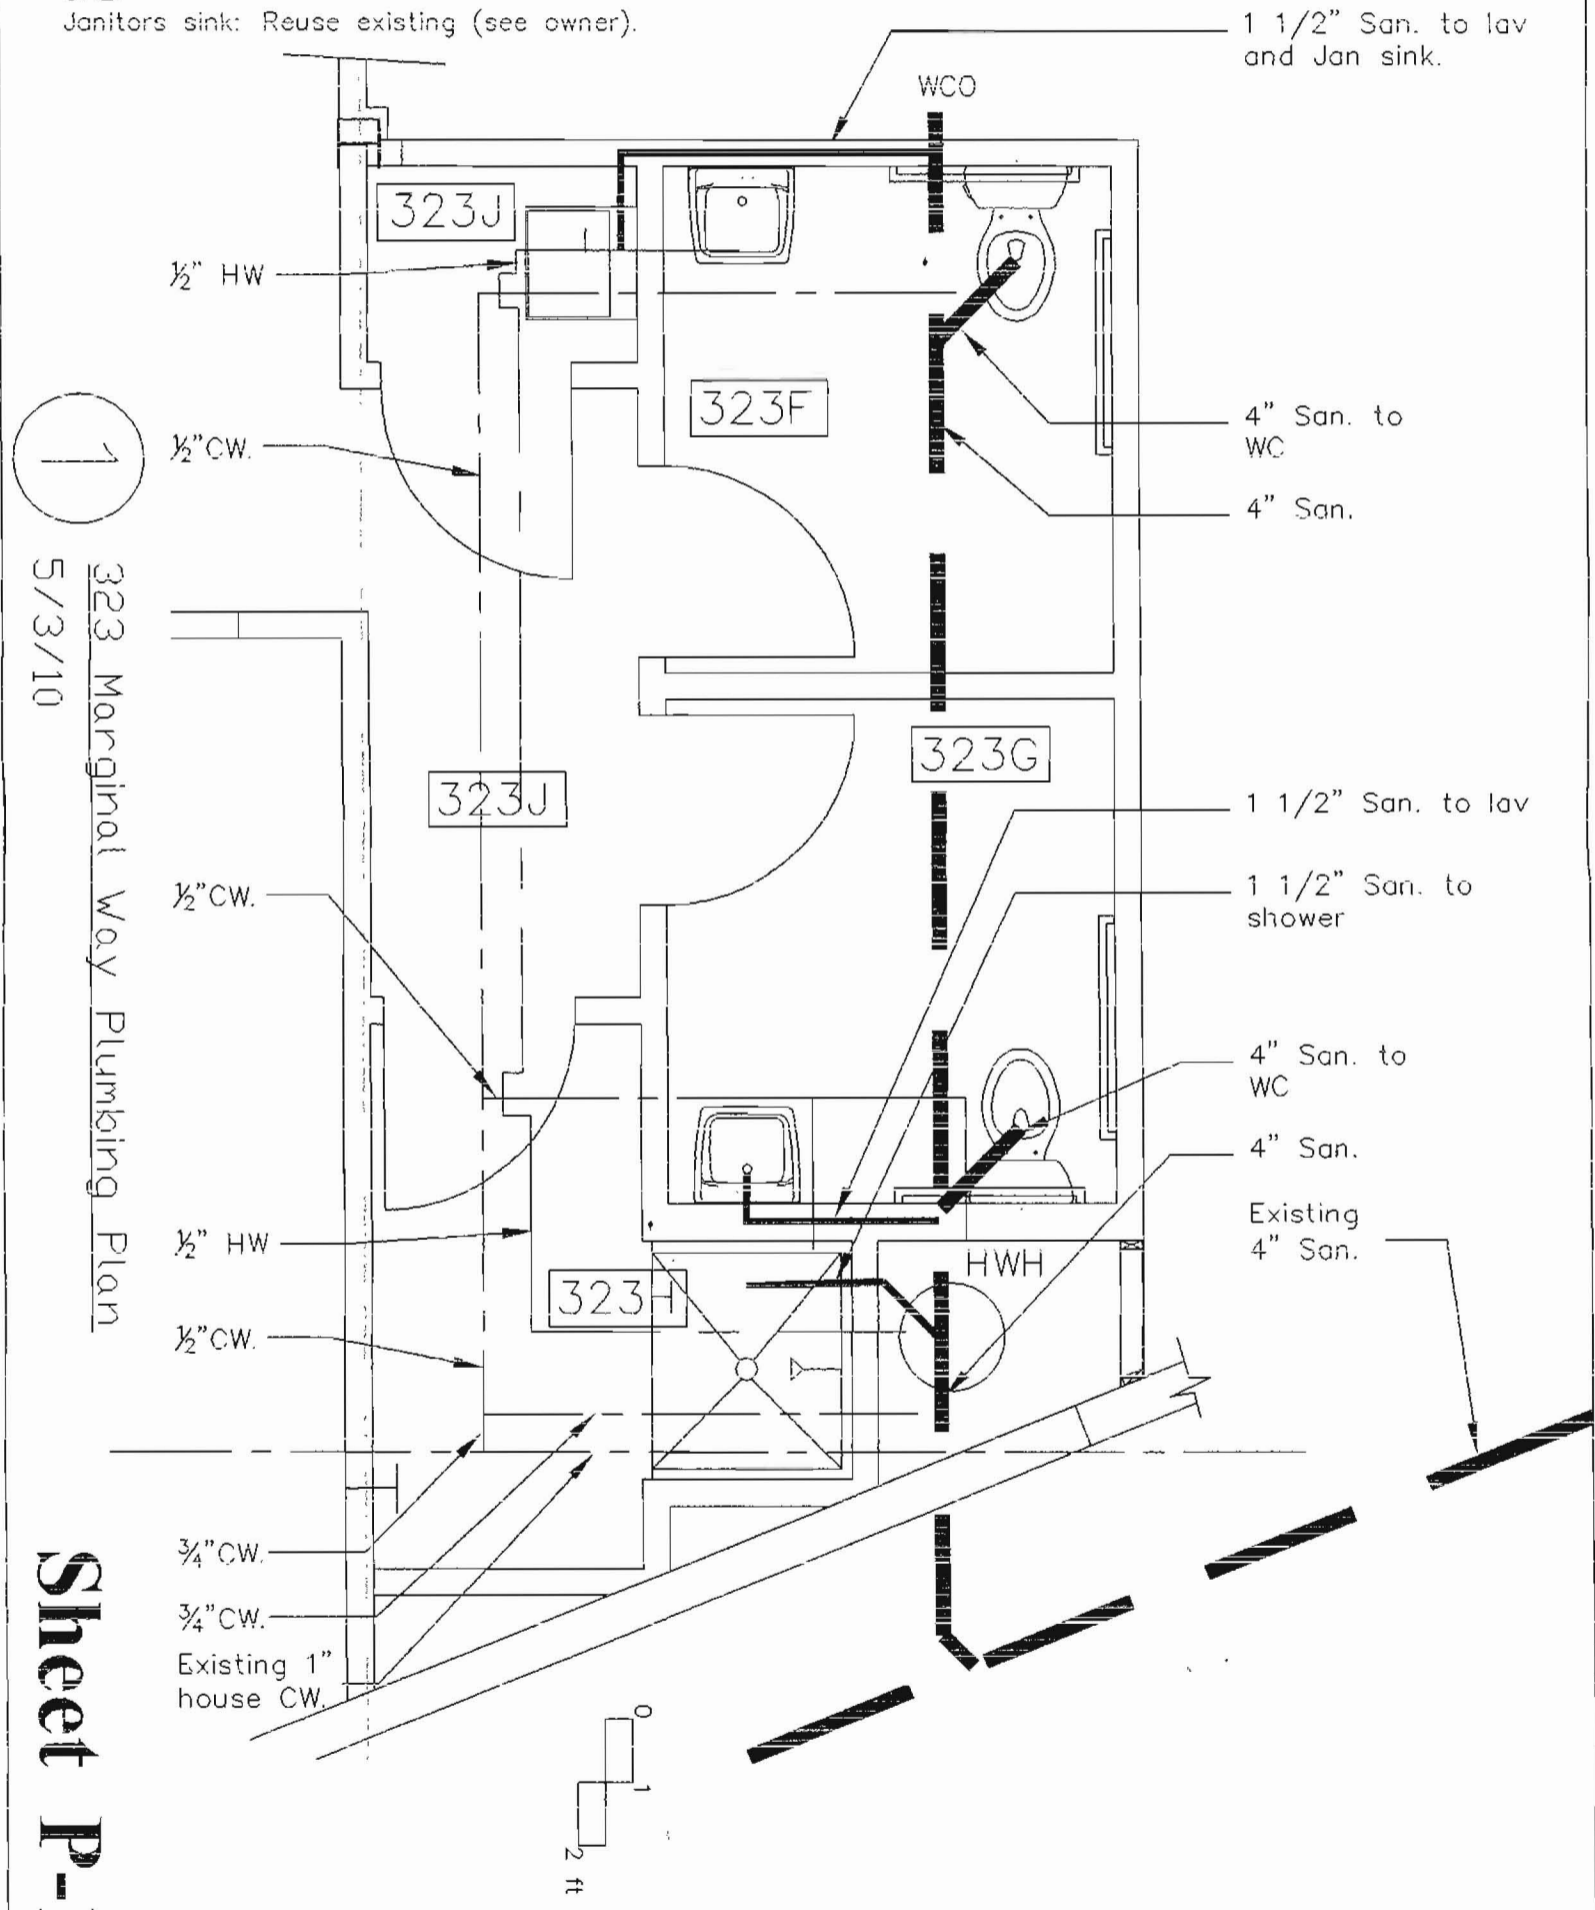 Janitors sink: Reuse existing (see owner).
1 1/2" San. to lav
and Jan sink.
WCO
323J
½" HW
323F
4" San. to
WC
½"CW.
4" San.
1
323 Marginal Way Plumbing Plan
5/3/10
323G
323J
1 1/2" San. to lav
½"CW.
1 1/2" San. to
shower
4" San. to
WC
4" San.
Existing
4" San.
½" HW
HWH
323H
½"CW.
¾"CW.
¾"CW.
Existing 1"
house CW.
0
1
2 ft
Sheet P-